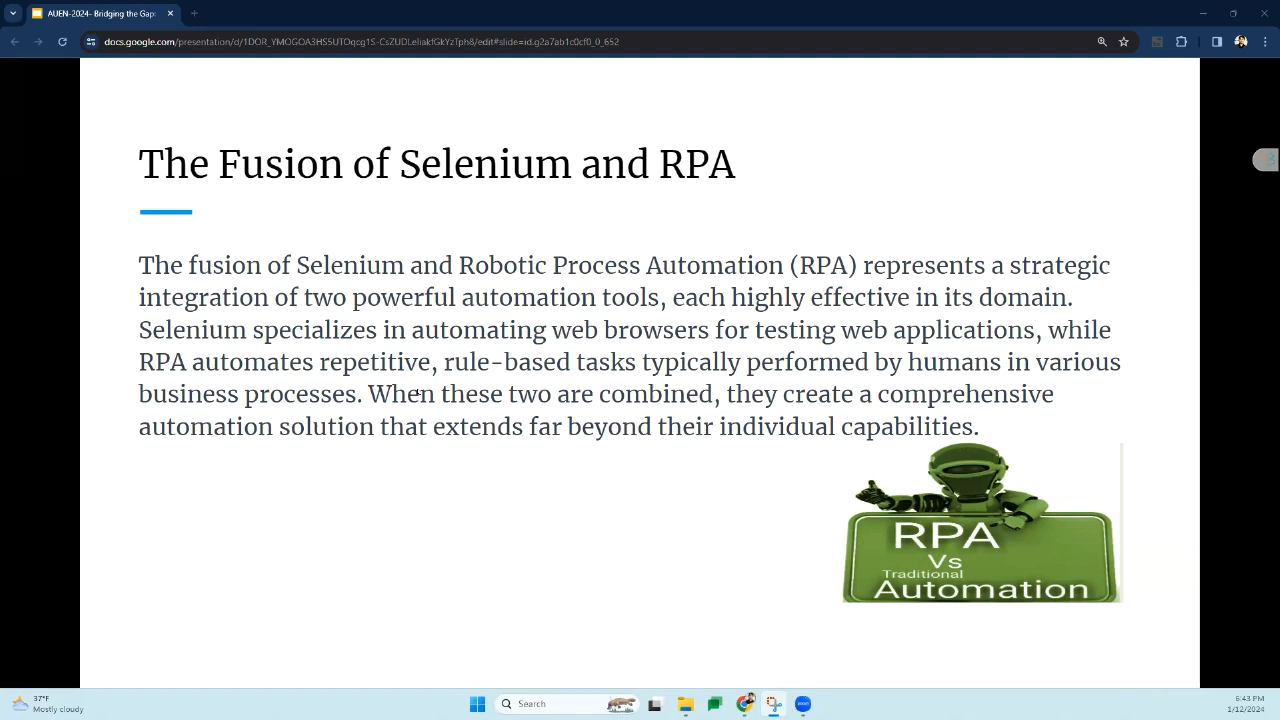 AUEN-2024- Bridging the Gap:
docs.google.com/presentation/d/1DOR_YMOGOA3HS5UTOqcg1S-CsZUDLeliakfGkYzTph8/edit#slide=id.g2a7ab1c0cf0_0_652
The Fusion of Selenium and RPA
The fusion of Selenium and Robotic Process Automation (RPA) represents a strategic
integration of two powerful automation tools, each highly effective in its domain.
Selenium specializes in automating web browsers for testing web applications, while
RPA automates repetitive, rule-based tasks typically performed by humans in various
business processes. When these two are combined, they create a comprehensive
automation solution that extends far beyond their individual capabilities.
RPA
Vs
Traditional
Automation
37°F
Mostly cloudy
Search
zoom
6:43 PM
1/12/2024